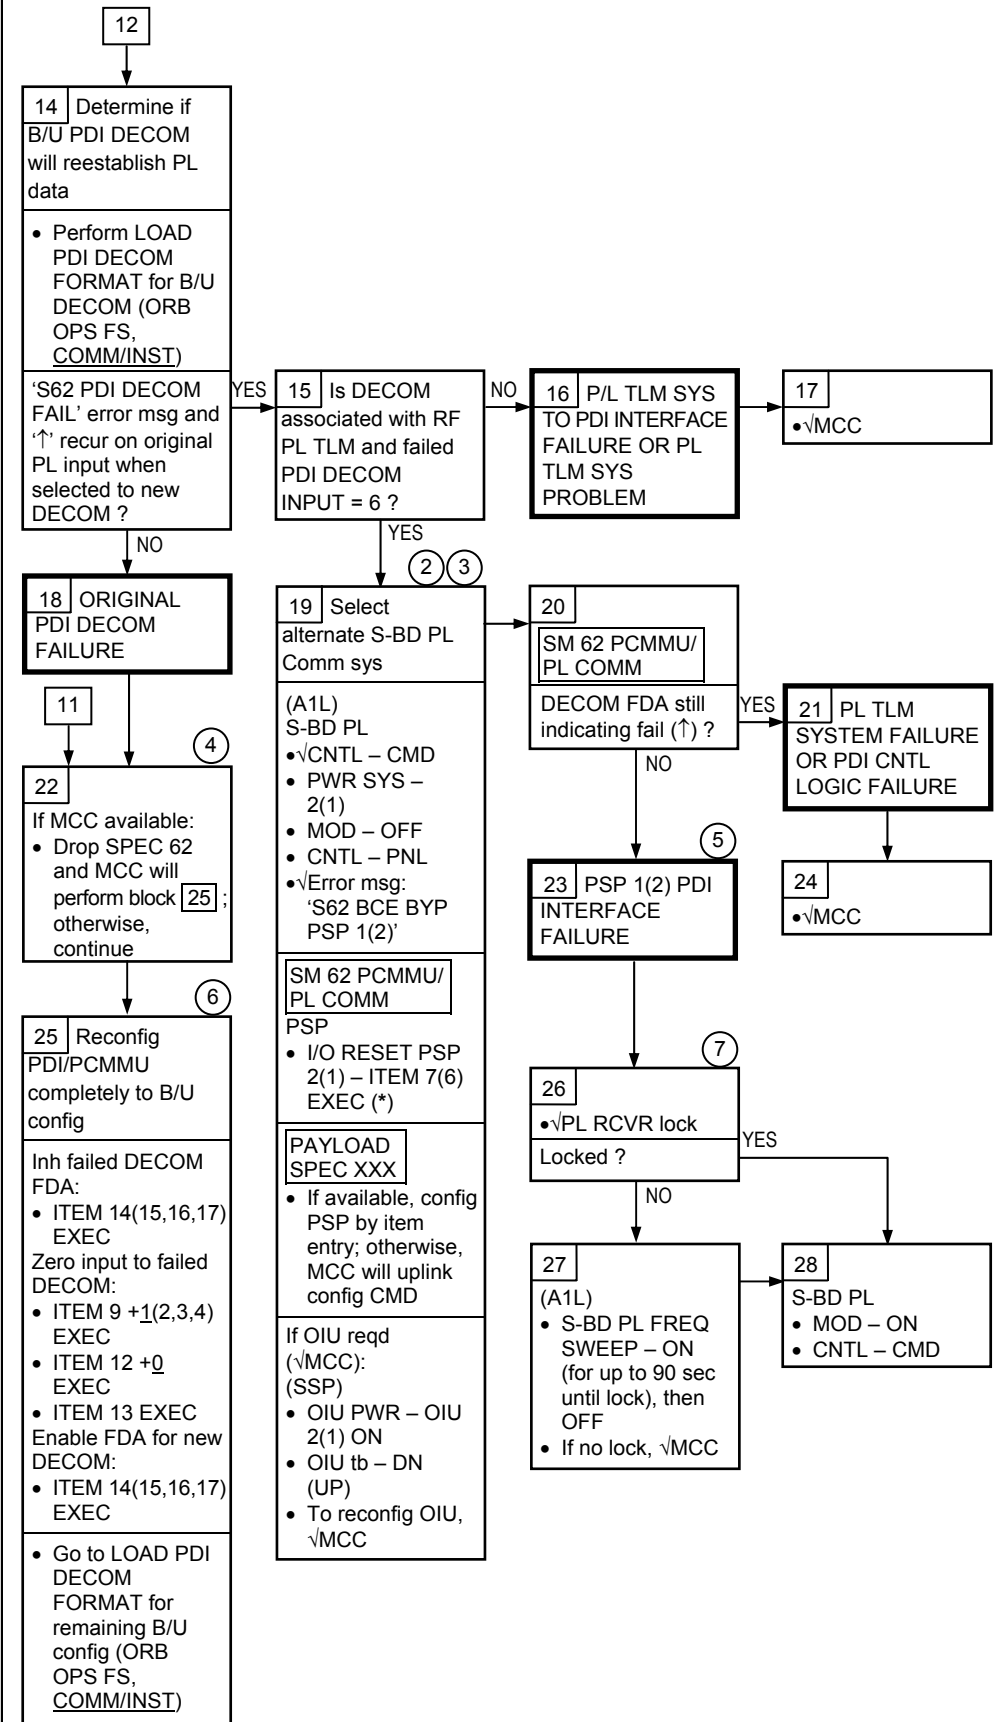 12
14 Determine if
B/U PDI DECOM
will reestablish PL
data
• Perform LOAD
PDI DECOM
FORMAT for B/U
DECOM (ORB
OPS FS,
COMM/INST)
‘S62 PDI DECOM
FAIL’ error msg and
‘↑’ recur on original
PL input when
selected to new
DECOM ?
YES
NO
15 Is DECOM
associated with RF
PL TLM and failed
PDI DECOM
INPUT = 6 ?
NO
YES
16 P/L TLM SYS
TO PDI INTERFACE
FAILURE OR PL
TLM SYS
PROBLEM
17
•√MCC
18 ORIGINAL
PDI DECOM
FAILURE
11
4
22
If MCC available:
• Drop SPEC 62
and MCC will
perform block 25 ;
otherwise,
continue
6
25 Reconfig
PDI/PCMMU
completely to B/U
config
Inh failed DECOM
FDA:
• ITEM 14(15,16,17)
EXEC
Zero input to failed
DECOM:
• ITEM 9 +1(2,3,4)
EXEC
• ITEM 12 +0
EXEC
• ITEM 13 EXEC
Enable FDA for new
DECOM:
• ITEM 14(15,16,17)
EXEC
• Go to LOAD PDI
DECOM
FORMAT for
remaining B/U
config (ORB
OPS FS,
COMM/INST)
2 3
19 Select
alternate S-BD PL
Comm sys
(A1L)
S-BD PL
•√CNTL – CMD
• PWR SYS –
2(1)
• MOD – OFF
• CNTL – PNL
•√Error msg:
‘S62 BCE BYP
PSP 1(2)’
SM 62 PCMMU/
PL COMM
PSP
• I/O RESET PSP
2(1) – ITEM 7(6)
EXEC (*)
PAYLOAD
SPEC XXX
• If available, config
PSP by item
entry; otherwise,
MCC will uplink
config CMD
If OIU reqd
(√MCC):
(SSP)
• OIU PWR – OIU
2(1) ON
• OIU tb – DN
(UP)
• To reconfig OIU,
√MCC
20
SM 62 PCMMU/
PL COMM
DECOM FDA still
indicating fail (↑) ?
YES
NO
21 PL TLM
SYSTEM FAILURE
OR PDI CNTL
LOGIC FAILURE
24
•√MCC
5
23 PSP 1(2) PDI
INTERFACE
FAILURE
7
26
•√PL RCVR lock
Locked ?
YES
NO
27
(A1L)
• S-BD PL FREQ
SWEEP – ON
(for up to 90 sec
until lock), then
OFF
• If no lock, √MCC
28
S-BD PL
• MOD – ON
• CNTL – CMD